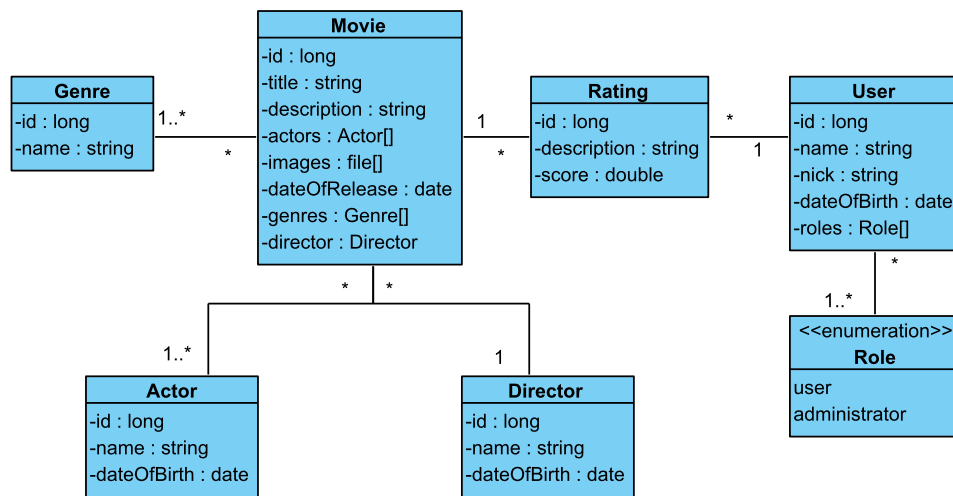 Movie
-id : long
-title : string
-description : string
-actors : Actor[]
-images : file[]
-dateOfRelease : date
-genres : Genre[]
-director : Director
Genre
-id : long
-name : string
1..*
*
1
*
Rating
-id : long
-description : string
-score : double
*
1
User
-id : long
-name : string
-nick : string
-dateOfBirth : date
-roles : Role[]
*
1..*
<<enumeration>>
Role
user
administrator
*
*
1..*
1
Actor
-id : long
-name : string
-dateOfBirth : date
Director
-id : long
-name : string
-dateOfBirth : date